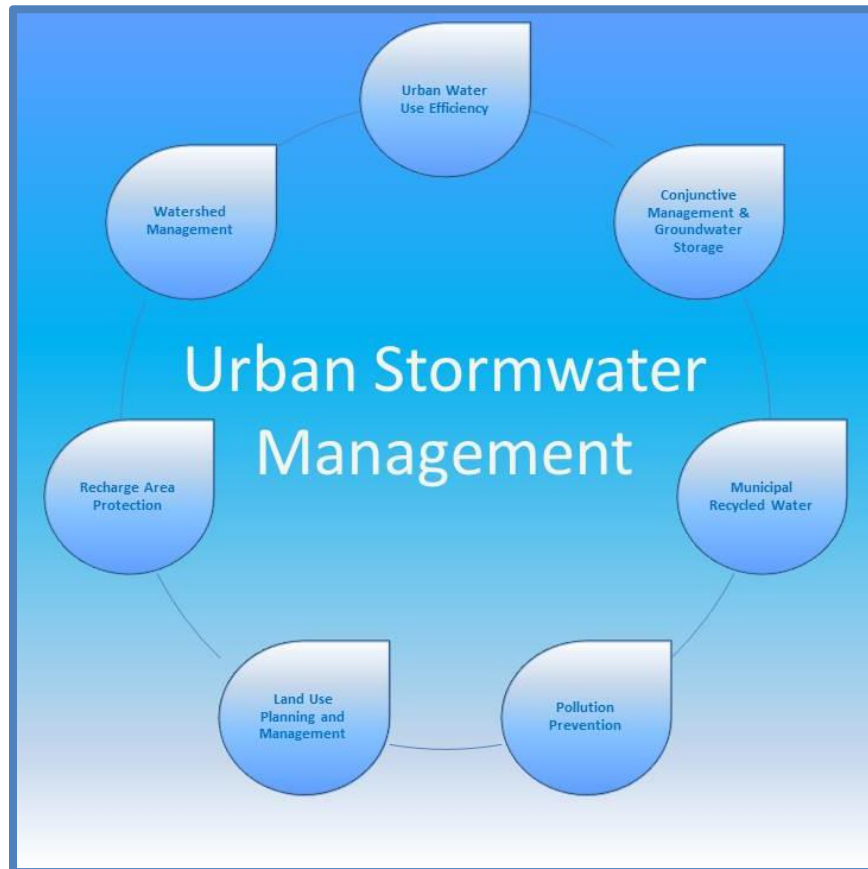 Urban Water
Use Efficiency
Watershed
Management
Conjunctive
Management &
Groundwater
Storage
Urban Stormwater
Management
Recharge Area
Protection
Municipal
Recycled Water
Land Use
Planning and
Management
Pollution
Prevention